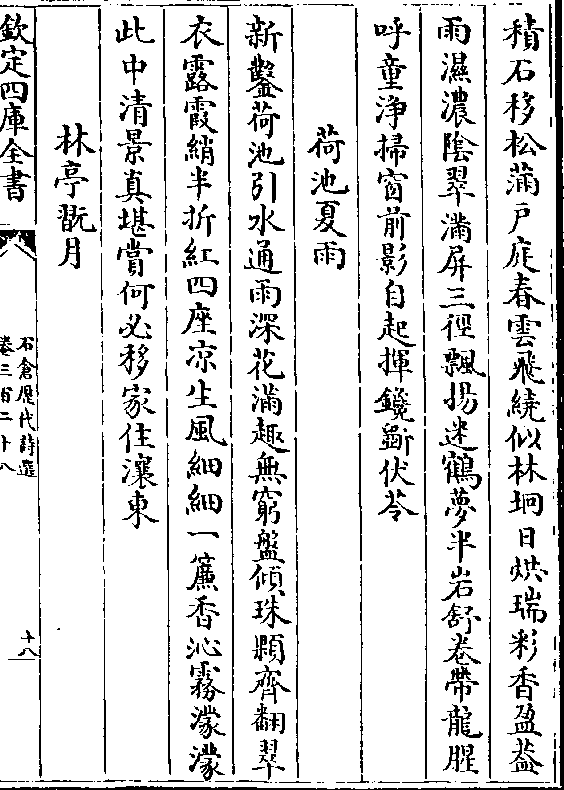 積石移松滿戸庭春雲飛繞似林坰日烘瑞彩香盈葢
雨濕濃陰翠滿屏三徑飄揚迷鶴夢半岩舒卷帶龍腥
呼童浄掃窗前影自起揮鑱斸伏苓
荷池夏雨
新鑿荷池引水通雨深花滿趣無窮盤傾珠顆齊翻翠
衣露霞綃半折紅四座凉生風細細一簾香沁霧濛濛
此中清景真堪賞何必移家住瀼東
林亭翫月
欽定四庫全書
石倉歷代詩選
卷三百二十八
十八